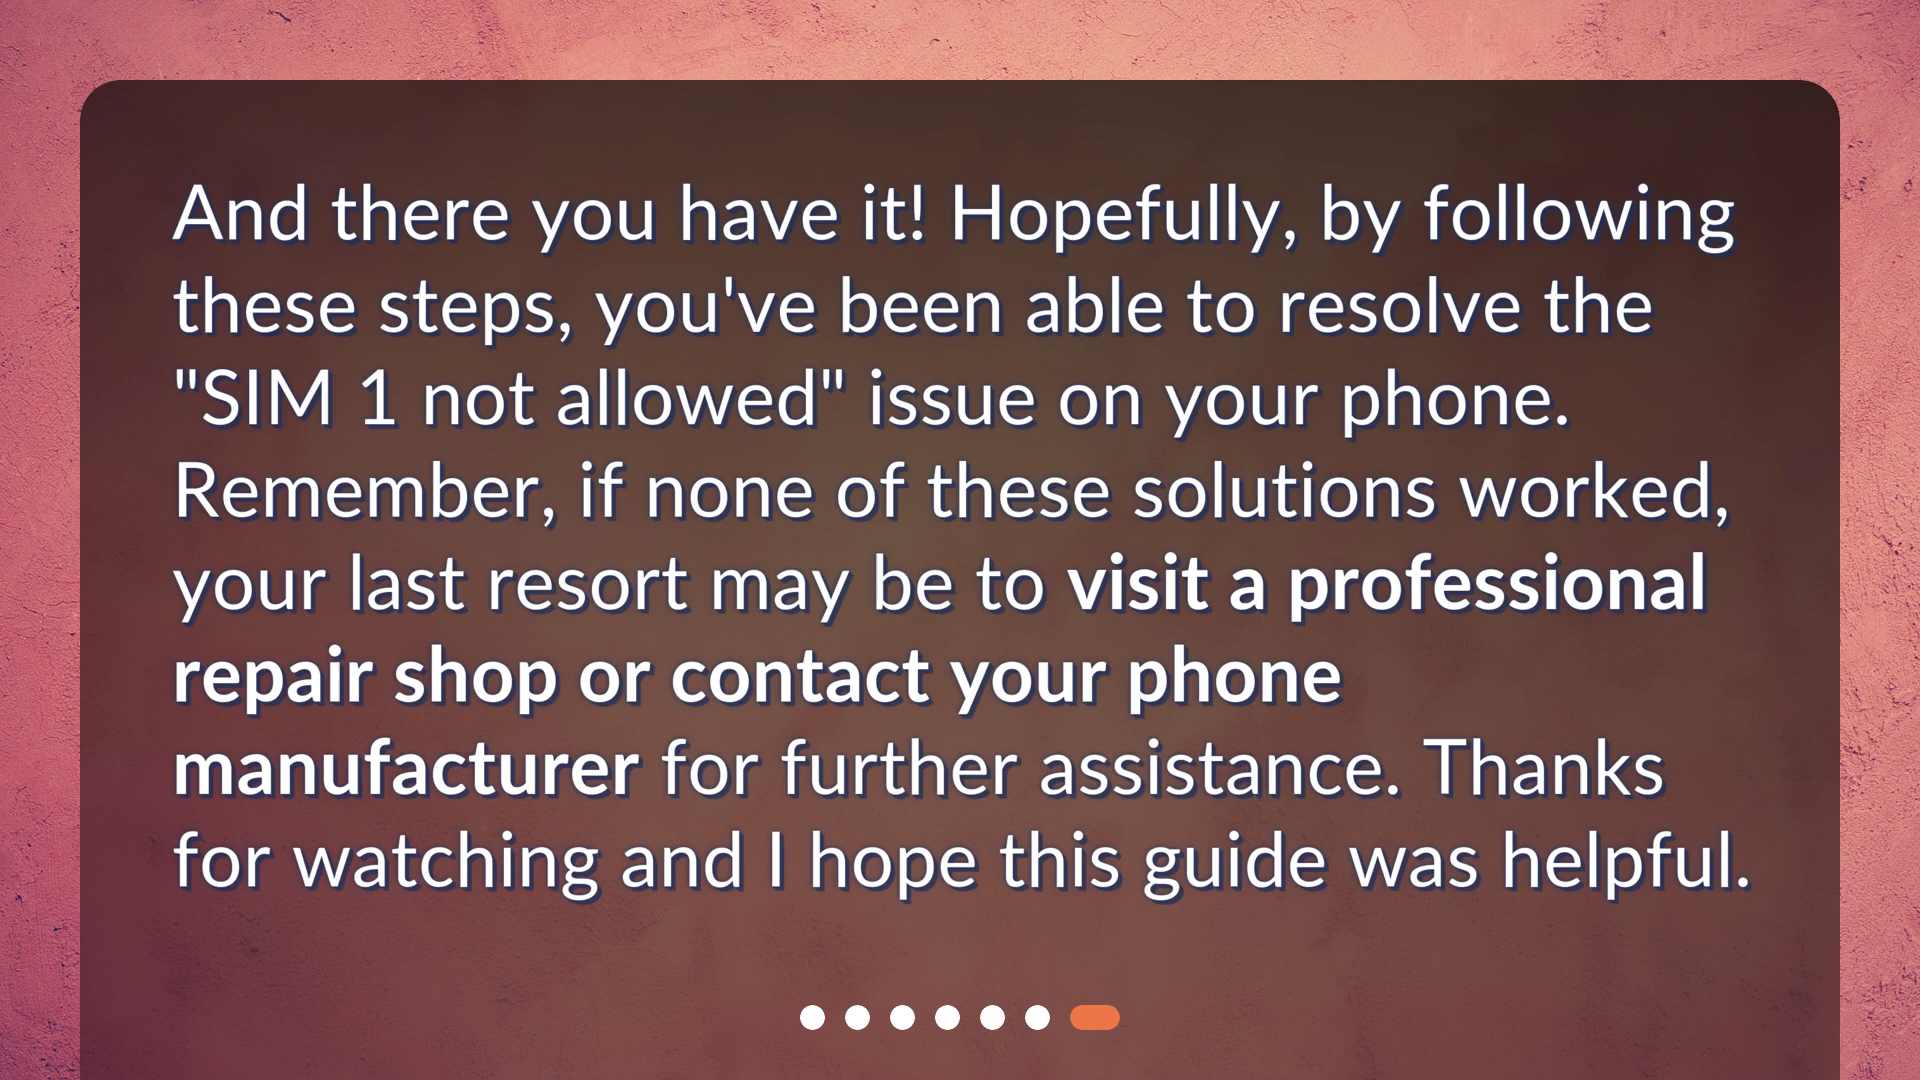 And there you have it! Hopefully, by following
these steps, you've been able to resolve the
"SIM 1 not allowed" issue on your phone.
Remember, if none of these solutions worked,
your last resort may be to visit a professional
repair shop or contact your phone
manufacturer for further assistance. Thanks
for watching and I hope this guide was helpful.